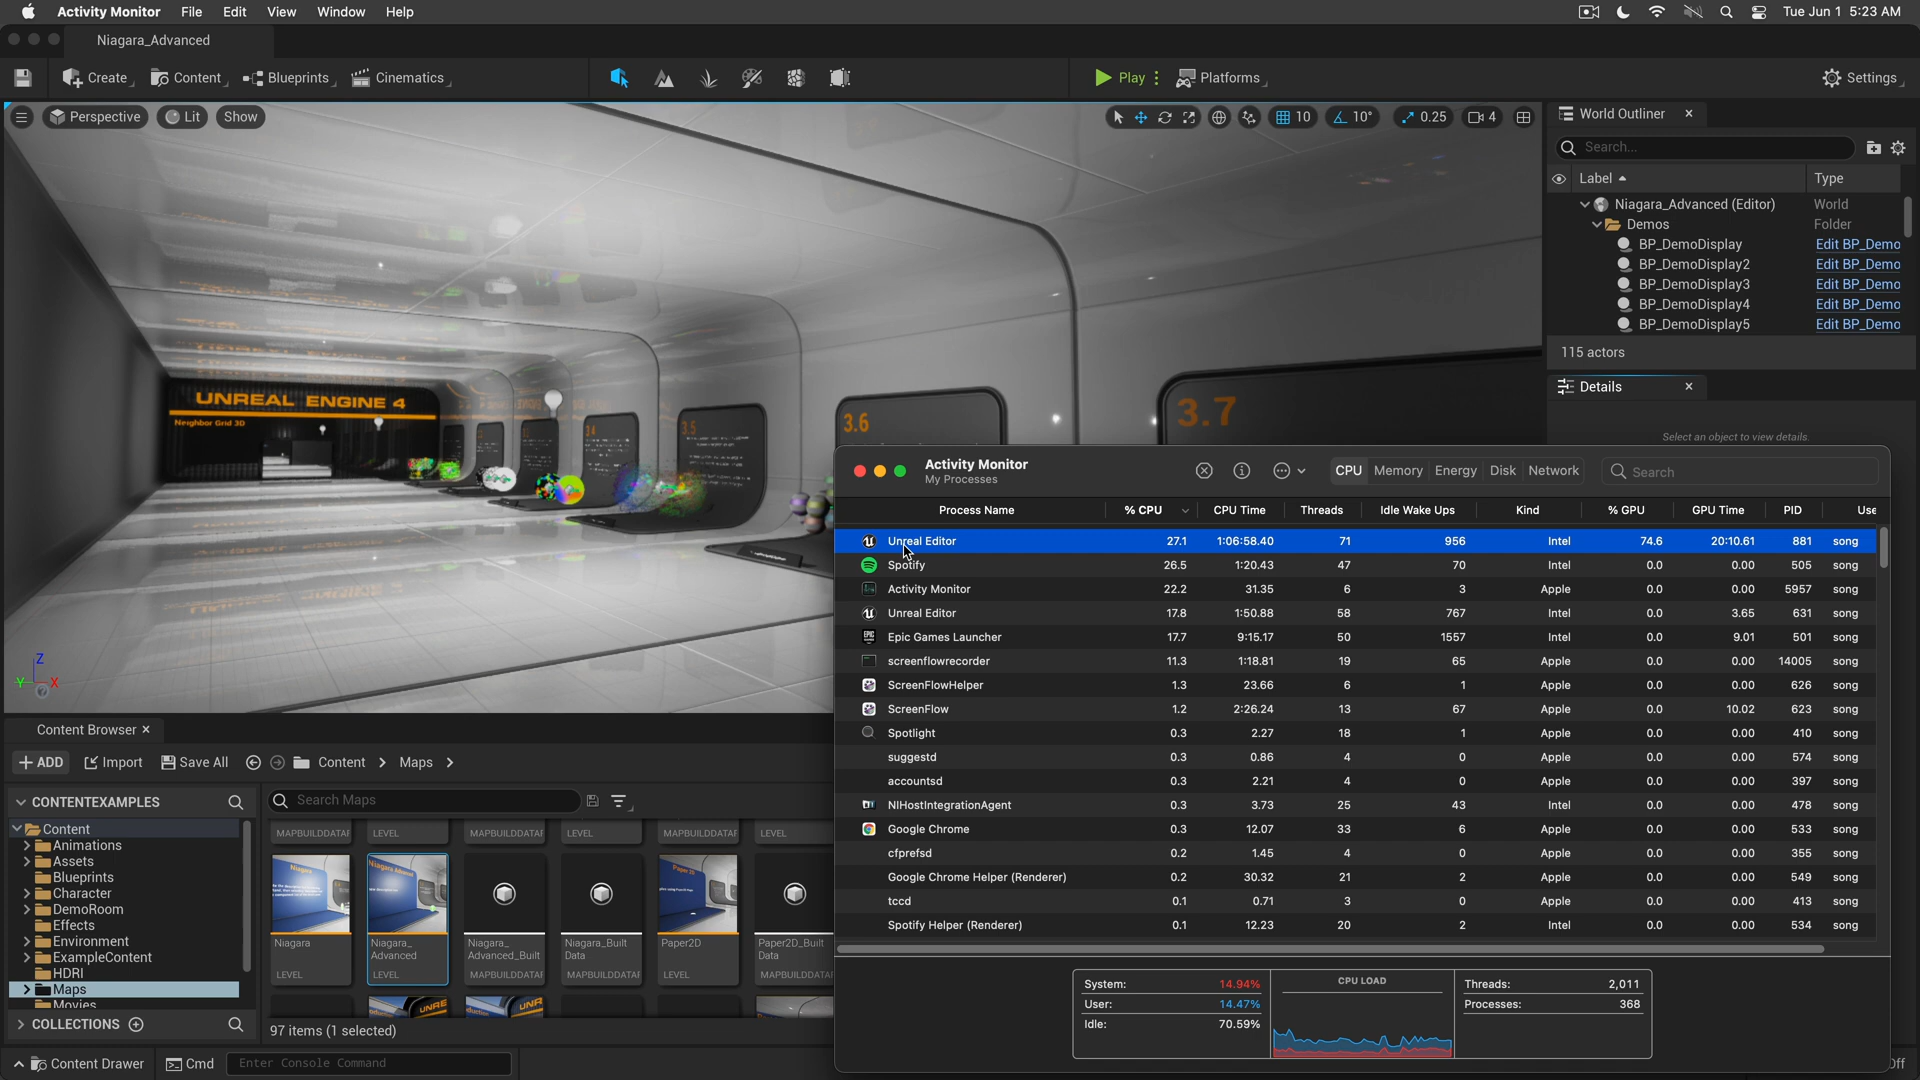 Activity Monitor File Edit View Window Help
Tue Jun 1 5:23 AM
Niagara_Advanced
Create Content Blueprints Cinematics Play Platforms Settings
Perspective Lit Show
10 10° 0.25 4
World Outliner
Search...
Label Type
Niagara_Advanced (Editor) World
Demos Folder
BP_DemoDisplay Edit BP_Demo
BP_DemoDisplay2 Edit BP_Demo
BP_DemoDisplay3 Edit BP_Demo
BP_DemoDisplay4 Edit BP_Demo
BP_DemoDisplay5 Edit BP_Demo
115 actors
Details
Select an object to view details.
UNREAL ENGINE 4
Neighbor Grid 3D
3.5
3.6
3.7
Z
Y X
Activity Monitor
My Processes
CPU Memory Energy Disk Network
Search
Process Name % CPU CPU Time Threads Idle Wake Ups Kind % GPU GPU Time PID Use
Unreal Editor 27.1 1:06:58.40 71 956 Intel 74.6 20:10.61 881 song
Spotify 26.5 1:20.43 47 70 Intel 0.0 0.00 505 song
Activity Monitor 22.2 31.35 6 3 Apple 0.0 0.00 5957 song
Unreal Editor 17.8 1:50.88 58 767 Intel 0.0 3.65 631 song
Epic Games Launcher 17.7 9:15.17 50 1557 Intel 0.0 9.01 501 song
screenflowrecorder 11.3 1:18.81 19 65 Apple 0.0 0.00 14005 song
ScreenFlowHelper 1.3 23.66 6 1 Apple 0.0 0.00 626 song
ScreenFlow 1.2 2:26.24 13 67 Apple 0.0 10.02 623 song
Spotlight 0.3 2.27 18 1 Apple 0.0 0.00 410 song
suggestd 0.3 0.86 4 0 Apple 0.0 0.00 574 song
accountsd 0.3 2.21 4 0 Apple 0.0 0.00 397 song
NIHostIntegrationAgent 0.3 3.73 25 43 Intel 0.0 0.00 478 song
Google Chrome 0.3 12.07 33 6 Apple 0.0 0.00 533 song
cfprefsd 0.2 1.45 4 0 Apple 0.0 0.00 355 song
Google Chrome Helper (Renderer) 0.2 30.32 21 2 Apple 0.0 0.00 549 song
tccd 0.1 0.71 3 0 Apple 0.0 0.00 413 song
Spotify Helper (Renderer) 0.1 12.23 20 2 Intel 0.0 0.00 534 song
System: 14.94%
User: 14.47%
Idle: 70.59%
CPU LOAD
Threads: 2,011
Processes: 368
Content Browser
ADD Import Save All Content Maps
CONTENTEXAMPLES
Content
Animations
Assets
Blueprints
Character
DemoRoom
Effects
Environment
ExampleContent
HDRI
Maps
Movies
COLLECTIONS
Search Maps
MAPBUILDDATAR LEVEL MAPBUILDDATAR LEVEL MAPBUILDDATAR LEVEL
Niagara
LEVEL
Niagara_
Advanced
LEVEL
Niagara_
Advanced_Built
MAPBUILDDATAR
Niagara_Built
Data
MAPBUILDDATAR
Paper2D
LEVEL
Paper2D_Built
Data
MAPBUILDDATAR
97 items (1 selected)
Content Drawer Cmd Enter Console Command